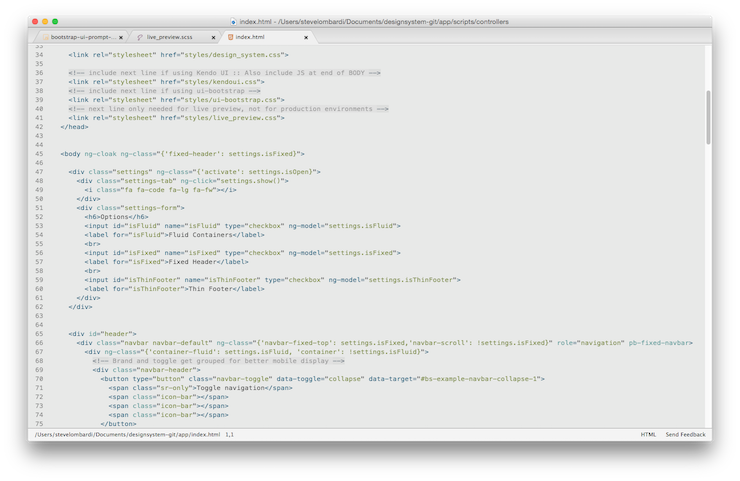 index.html - /Users/stevelombardi/Documents/designsystem-git/app/scripts/controllers
bootstrap-ui-prompt-... live_preview.scss index.html
33
34 <link rel="stylesheet" href="styles/design_system.css">
35
36 <!-- include next line if using Kendo UI :: Also include JS at end of BODY -->
37 <link rel="stylesheet" href="styles/kendoui.css">
38 <!-- include next line if using ui-bootstrap -->
39 <link rel="stylesheet" href="styles/ui-bootstrap.css">
40 <!-- next line only needed for live preview, not for production environments -->
41 <link rel="stylesheet" href="styles/live_preview.css">
42 </head>
43
44
45 <body ng-cloak ng-class="{'fixed-header': settings.isFixed}">
46
47 <div class="settings" ng-class="{'activate': settings.isOpen}">
48 <div class="settings-tab" ng-click="settings.show()">
49 <i class="fa fa-code fa-lg fa-fw"></i>
50 </div>
51 <div class="settings-form">
52 <h6>Options</h6>
53 <input id="isFluid" name="isFluid" type="checkbox" ng-model="settings.isFluid">
54 <label for="isFluid">Fluid Containers</label>
55 <br>
56 <input id="isFixed" name="isFixed" type="checkbox" ng-model="settings.isFixed">
57 <label for="isFixed">Fixed Header</label>
58 <br>
59 <input id="isThinFooter" name="isThinFooter" type="checkbox" ng-model="settings.isThinFooter">
60 <label for="isThinFooter">Thin Footer</label>
61 </div>
62 </div>
63
64
65 <div id="header">
66 <div class="navbar navbar-default" ng-class="{'navbar-fixed-top': settings.isFixed,'navbar-scroll': !settings.isFixed}" role="navigation" pb-fixed-navbar>
67 <div ng-class="{'container-fluid': settings.isFluid, 'container': !settings.isFluid}">
68 <!-- Brand and toggle get grouped for better mobile display -->
69 <div class="navbar-header">
70 <button type="button" class="navbar-toggle" data-toggle="collapse" data-target="#bs-example-navbar-collapse-1">
71 <span class="sr-only">Toggle navigation</span>
72 <span class="icon-bar"></span>
73 <span class="icon-bar"></span>
74 <span class="icon-bar"></span>
75 </button>
/Users/stevelombardi/Documents/designsystem-git/app/index.html 1,1 HTML Send Feedback